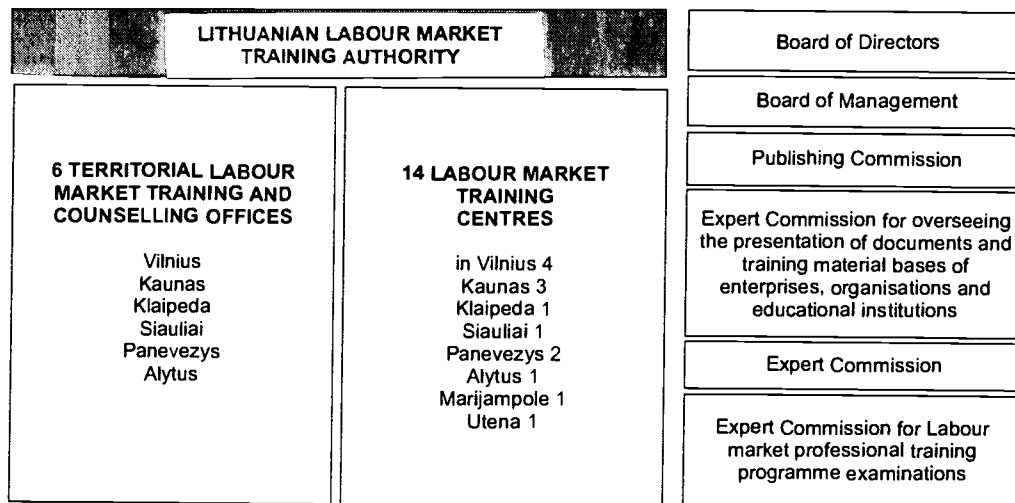 LITHUANIAN LABOUR MARKET
TRAINING AUTHORITY
6 TERRITORIAL LABOUR
MARKET TRAINING AND
COUNSELLING OFFICES
Vilnius
Kaunas
Klaipeda
Siauliai
Panevezys
Alytus
14 LABOUR MARKET
TRAINING
CENTRES
in Vilnius 4
Kaunas 3
Klaipeda 1
Siauliai 1
Panevezys 2
Alytus 1
Marijampole 1
Utena 1
Board of Directors
Board of Management
Publishing Commission
Expert Commission for overseeing
the presentation of documents and
training material bases of
enterprises, organisations and
educational institutions
Expert Commission
Expert Commission for Labour
market professional training
programme examinations